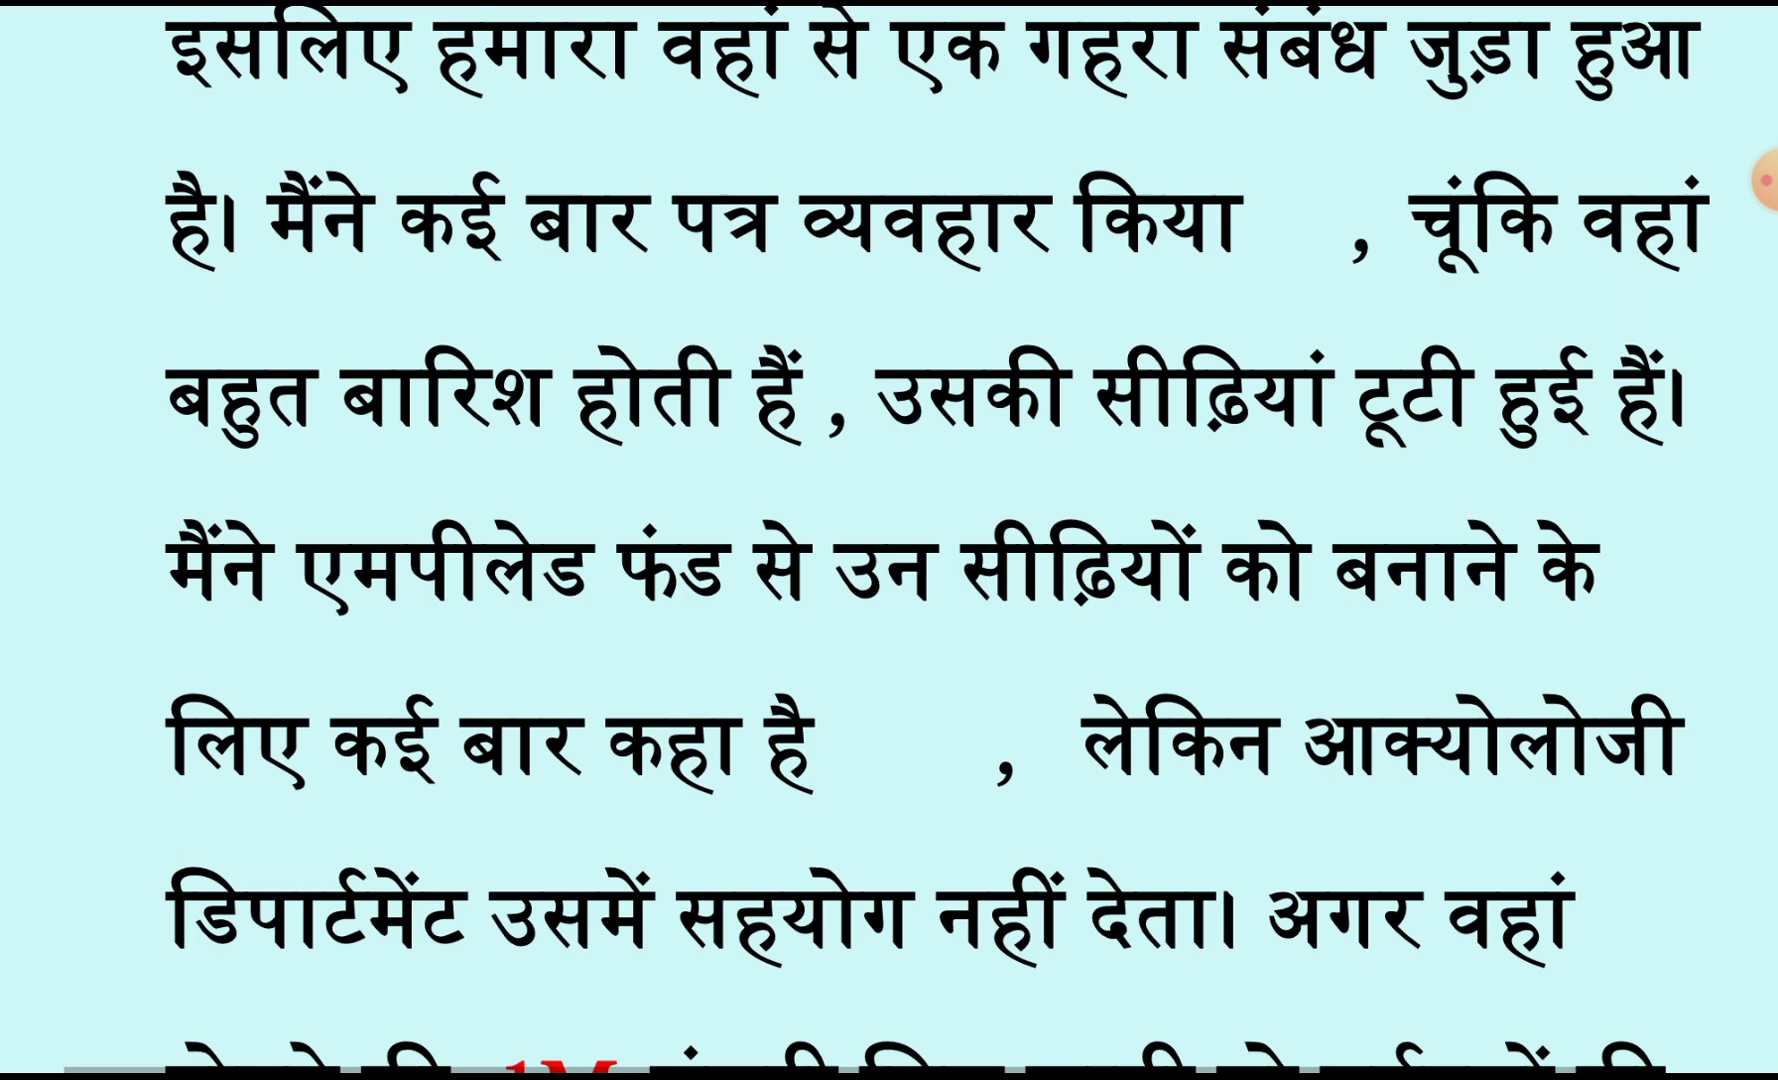 इसलिए हमारा वहां से एक गहरा संबंध जुड़ा हुआ
है। मैंने कई बार पत्र व्यवहार किया , चूंकि वहां
बहुत बारिश होती हैं , उसकी सीढ़ियां टूटी हुई हैं।
मैंने एमपीलेड फंड से उन सीढ़ियों को बनाने के
लिए कई बार कहा है , लेकिन आक्योलोजी
डिपार्टमेंट उसमें सहयोग नहीं देता। अगर वहां
1M